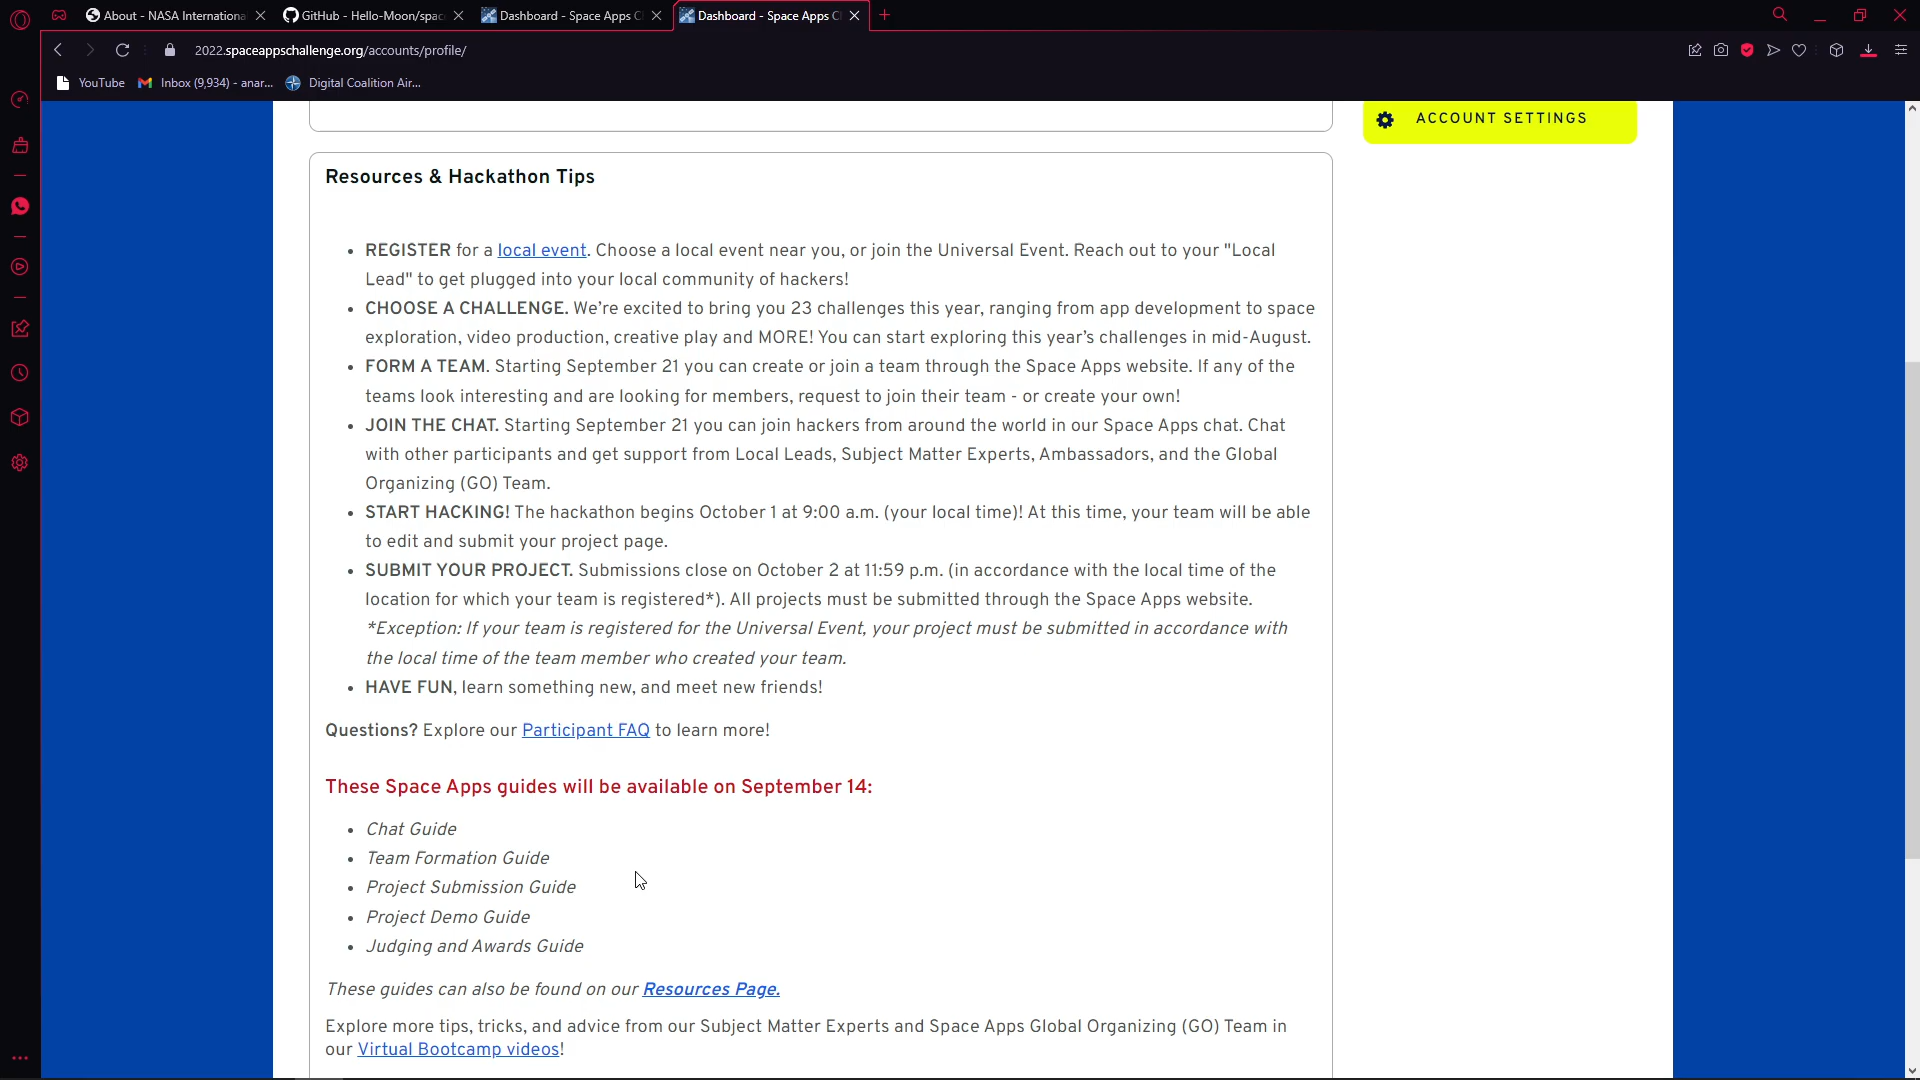 About - NASA Internationa
GitHub - Hello-Moon/spac
Dashboard - Space Apps C
Dashboard - Space Apps C
2022.spaceappschallenge.org/accounts/profile/
YouTube
Inbox (9,934) - anar...
Digital Coalition Air...
ACCOUNT SETTINGS
Resources & Hackathon Tips
• REGISTER for a local event. Choose a local event near you, or join the Universal Event. Reach out to your "Local
Lead" to get plugged into your local community of hackers!
• CHOOSE A CHALLENGE. We’re excited to bring you 23 challenges this year, ranging from app development to space
exploration, video production, creative play and MORE! You can start exploring this year’s challenges in mid-August.
• FORM A TEAM. Starting September 21 you can create or join a team through the Space Apps website. If any of the
teams look interesting and are looking for members, request to join their team - or create your own!
• JOIN THE CHAT. Starting September 21 you can join hackers from around the world in our Space Apps chat. Chat
with other participants and get support from Local Leads, Subject Matter Experts, Ambassadors, and the Global
Organizing (GO) Team.
• START HACKING! The hackathon begins October 1 at 9:00 a.m. (your local time)! At this time, your team will be able
to edit and submit your project page.
• SUBMIT YOUR PROJECT. Submissions close on October 2 at 11:59 p.m. (in accordance with the local time of the
location for which your team is registered*). All projects must be submitted through the Space Apps website.
*Exception: If your team is registered for the Universal Event, your project must be submitted in accordance with
the local time of the team member who created your team.
• HAVE FUN, learn something new, and meet new friends!
Questions? Explore our Participant FAQ to learn more!
These Space Apps guides will be available on September 14:
• Chat Guide
• Team Formation Guide
• Project Submission Guide
• Project Demo Guide
• Judging and Awards Guide
These guides can also be found on our Resources Page.
Explore more tips, tricks, and advice from our Subject Matter Experts and Space Apps Global Organizing (GO) Team in
our Virtual Bootcamp videos!